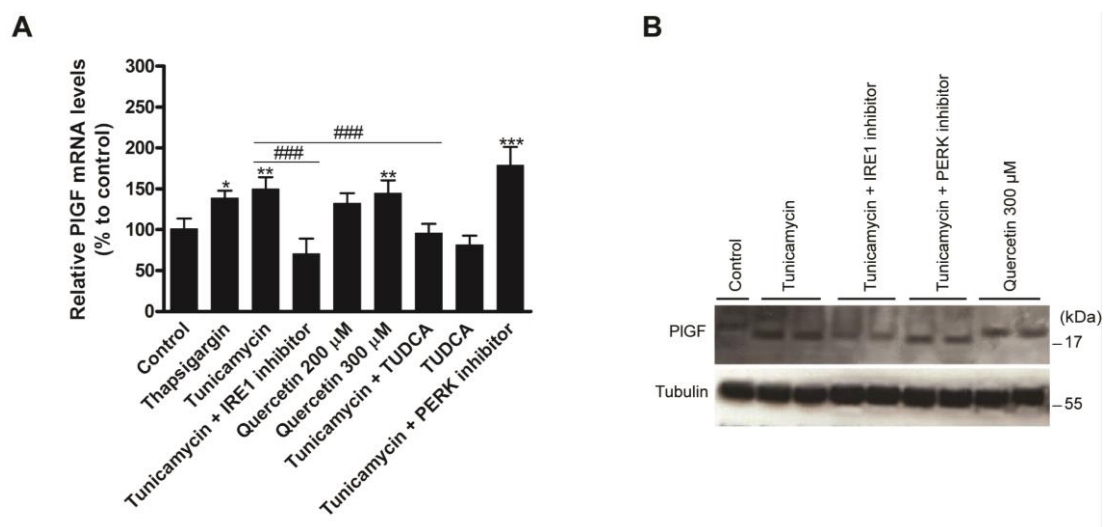 A
Relative PlGF mRNA levels
(% to control)
300
250
200
150
100
50
0
*
**
###
###
**
***
Control
Thapsigargin
Tunicamycin
Tunicamycin + IRE1 inhibitor
Quercetin 200 µM
Quercetin 300 µM
Tunicamycin + TUDCA
TUDCA
Tunicamycin + PERK inhibitor
B
Control
Tunicamycin
Tunicamycin + IRE1 inhibitor
Tunicamycin + PERK inhibitor
Quercetin 300 µM
PlGF
(kDa)
–17
Tubulin
–55